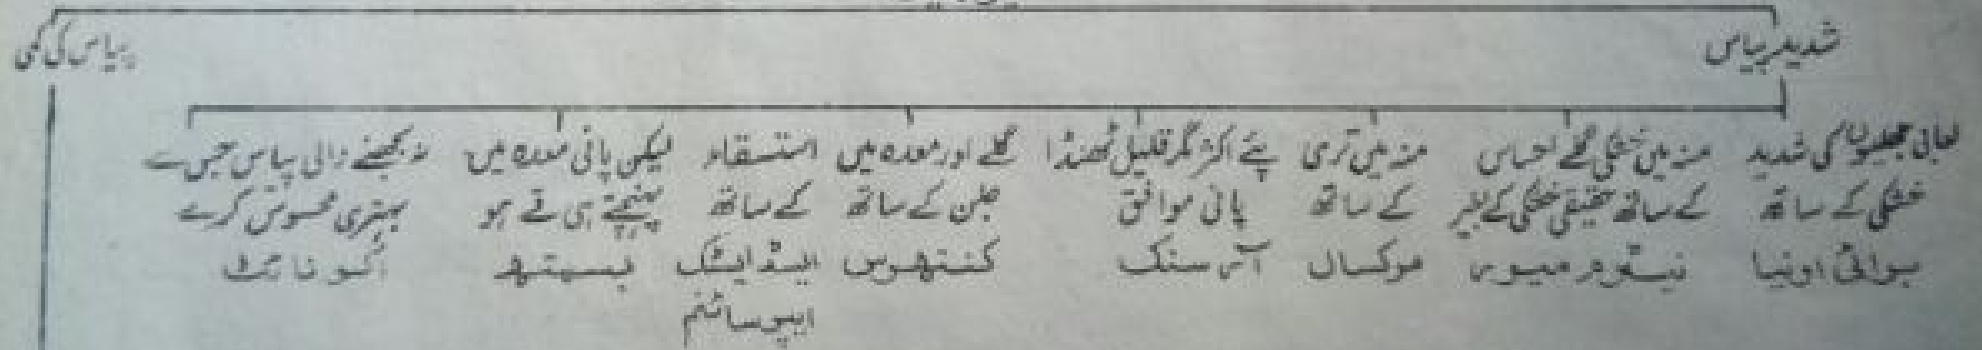 شدید پیاس
پیاس کی کمی
لعابی جھلیوں کی شدید
خشکی کے ساتھ
برائی اونیا
منہ میں خشکی کے احساس
کے ساتھ حقیقی خشکی کے بغیر
نیٹرم میور
منہ میں تری
کے ساتھ
مرکسال
پئے اکثر مگر قلیل ٹھنڈا
پانی موافق
آرسنک
گلے اور معدہ میں
جلن کے ساتھ
کنتھرس
استسقاء
کے ساتھ
ایسڈ ایسٹک
ایپوسائنم
لیکن پانی معدہ میں
پہنچتے ہی قے ہو
بسمتھ
نہ بجھنے والی پیاس جس سے
بہتری محسوس کرے
اکونائٹ